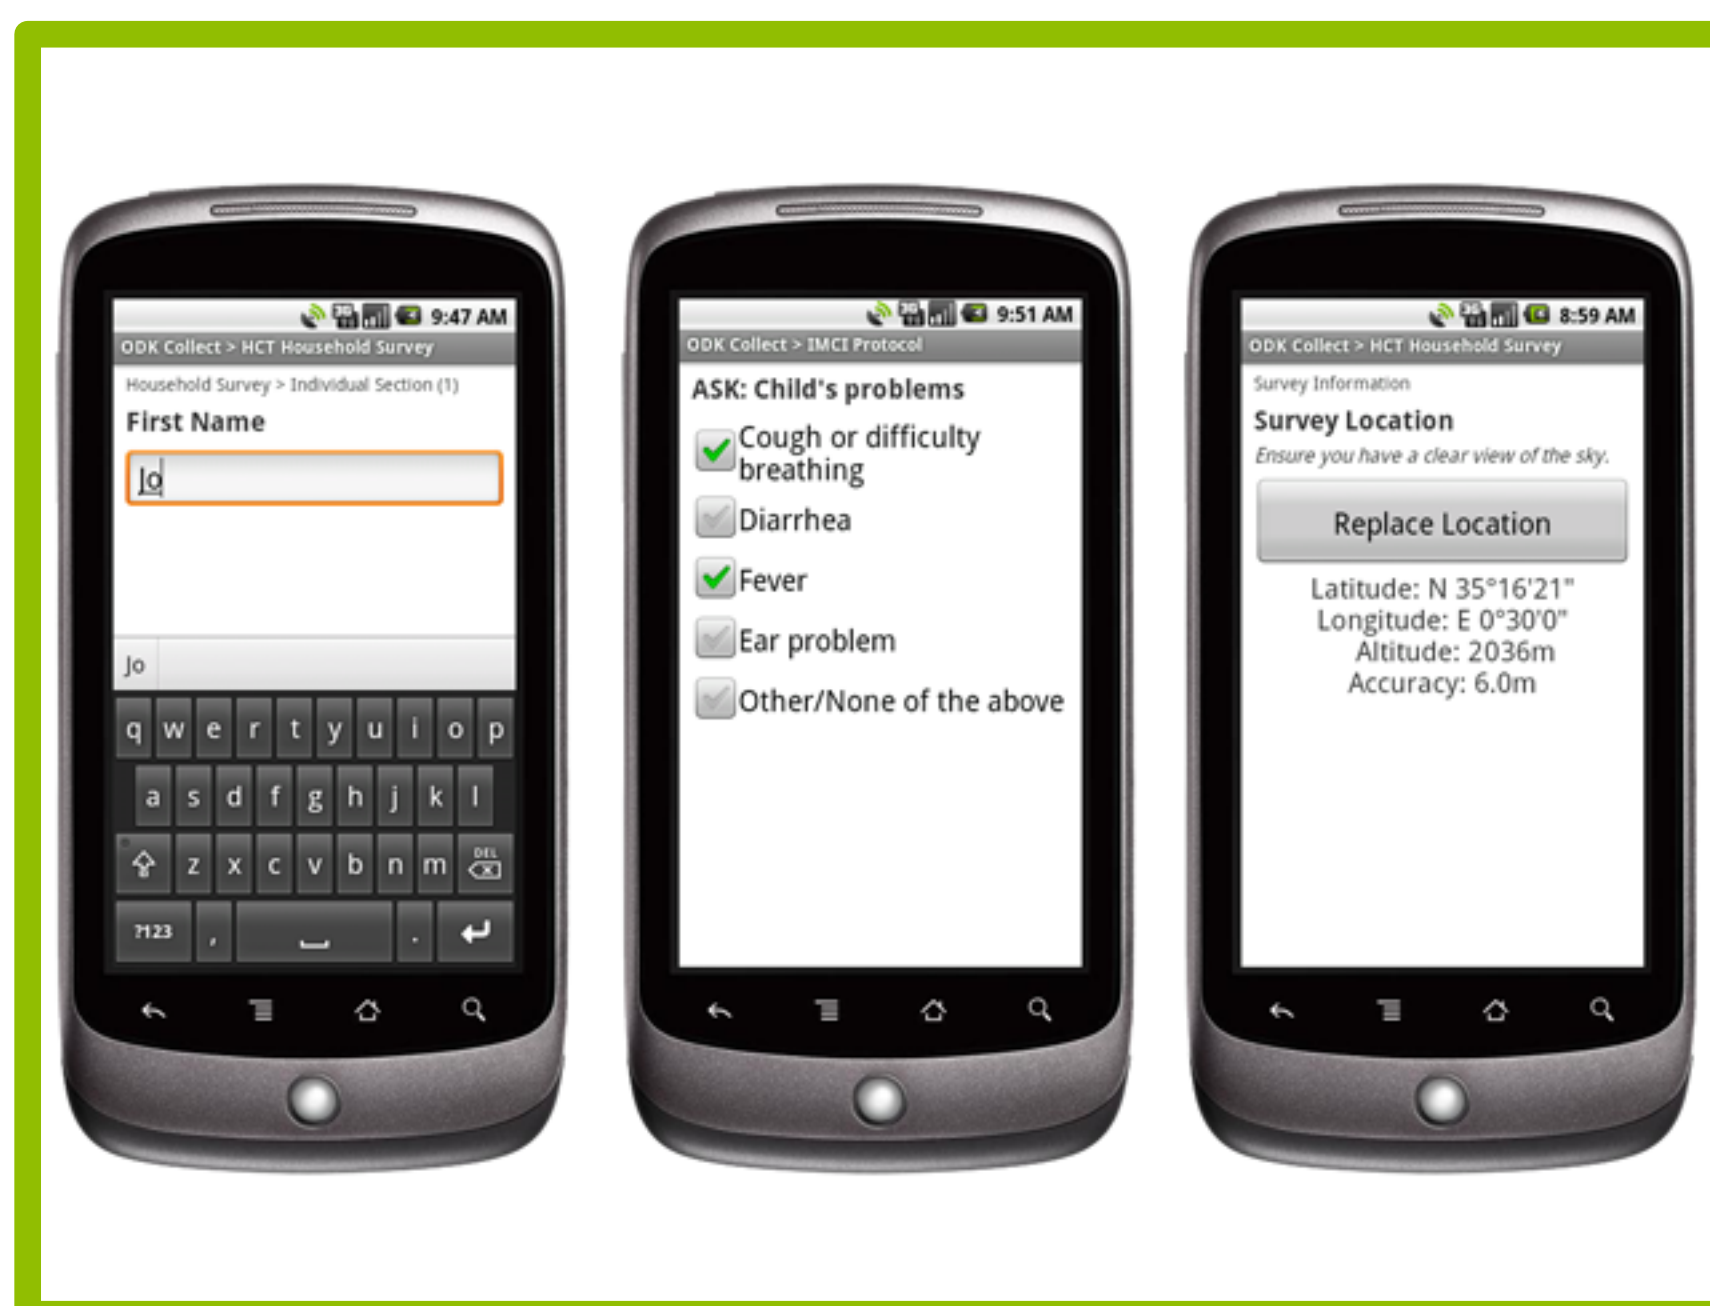 9:47 AM
ODK Collect > HCT Household Survey
Household Survey > Individual Section (1)
First Name
Jo
Jo
q w e r t y u i o p
a s d f g h j k l
z x c v b n m DEL
?123 , .
9:51 AM
ODK Collect > IMCI Protocol
ASK: Child's problems
Cough or difficulty
breathing
Diarrhea
Fever
Ear problem
Other/None of the above
8:59 AM
ODK Collect > HCT Household Survey
Survey Information
Survey Location
Ensure you have a clear view of the sky.
Replace Location
Latitude: N 35°16'21"
Longitude: E 0°30'0"
Altitude: 2036m
Accuracy: 6.0m